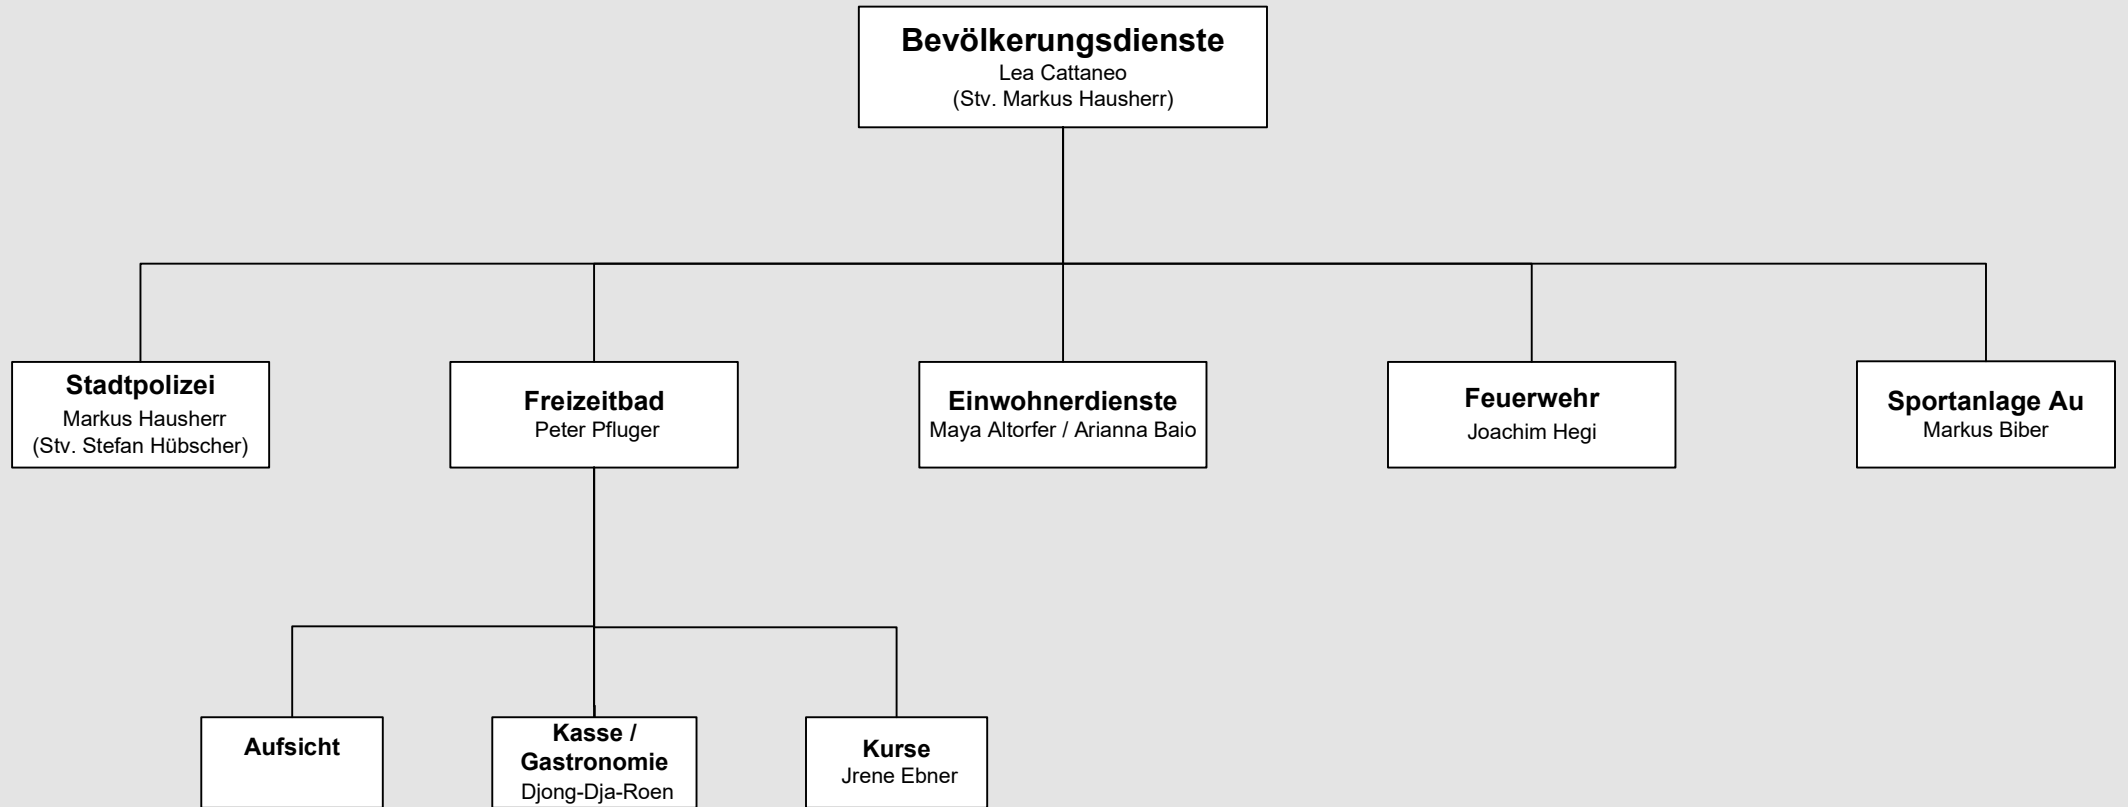 Bevölkerungsdienste
Lea Cattaneo
(Stv. Markus Hausherr)
Stadtpolizei
Markus Hausherr
(Stv. Stefan Hübscher)
Freizeitbad
Peter Pfluger
Einwohnerdienste
Maya Altorfer / Arianna Baio
Feuerwehr
Joachim Hegi
Sportanlage Au
Markus Biber
Aufsicht
Kasse /
Gastronomie
Djong-Dja-Roen
Kurse
Jrene Ebner